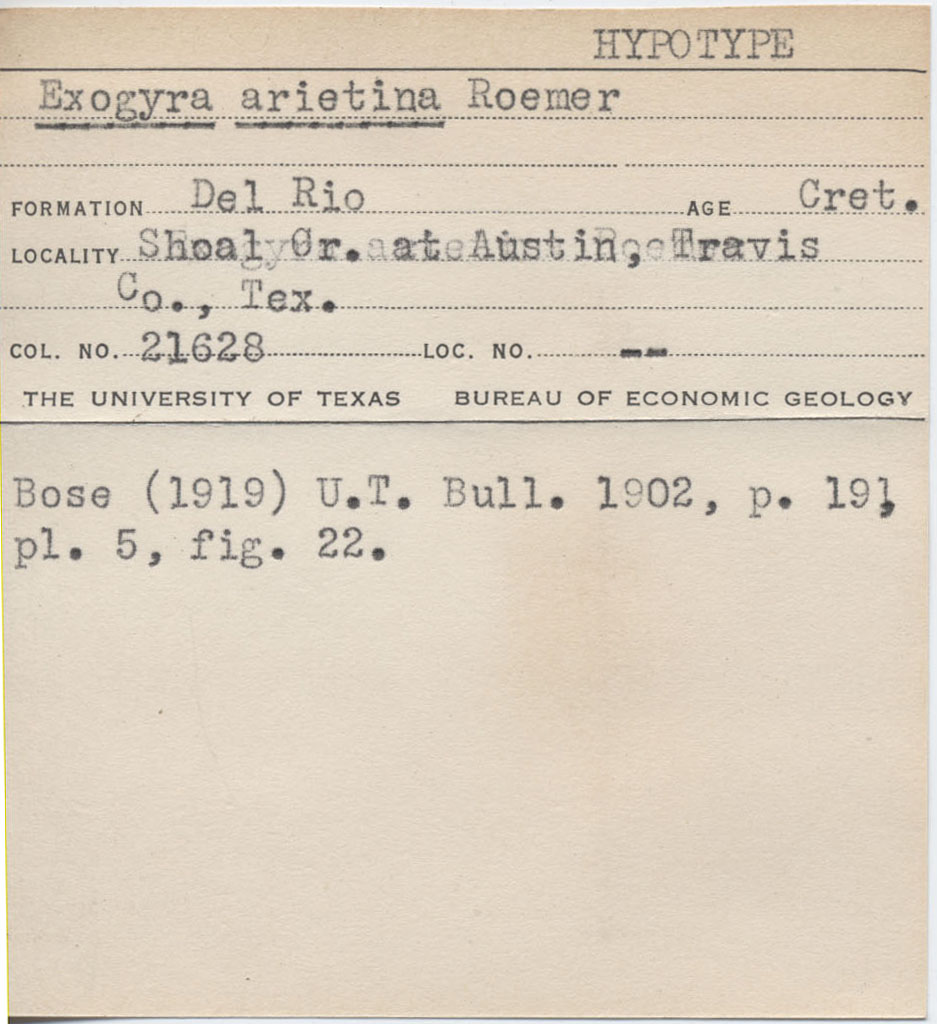 HYPOTYPE
Exogyra arietina Roemer
FORMATION Del Rio AGE Cret.
LOCALITY Shoal Cr. at Austin, Travis
Co., Tex.
COL. NO. 21628 LOC. NO. --
THE UNIVERSITY OF TEXAS BUREAU OF ECONOMIC GEOLOGY
Bose (1919) U.T. Bull. 1902, p. 19,
pl. 5, fig. 22.